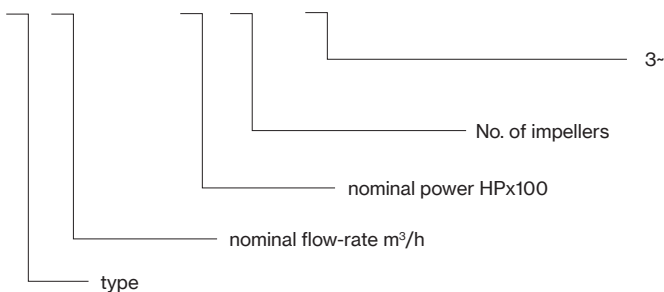 3~
No. of impellers
nominal power HPx100
nominal flow-rate m³/h
type